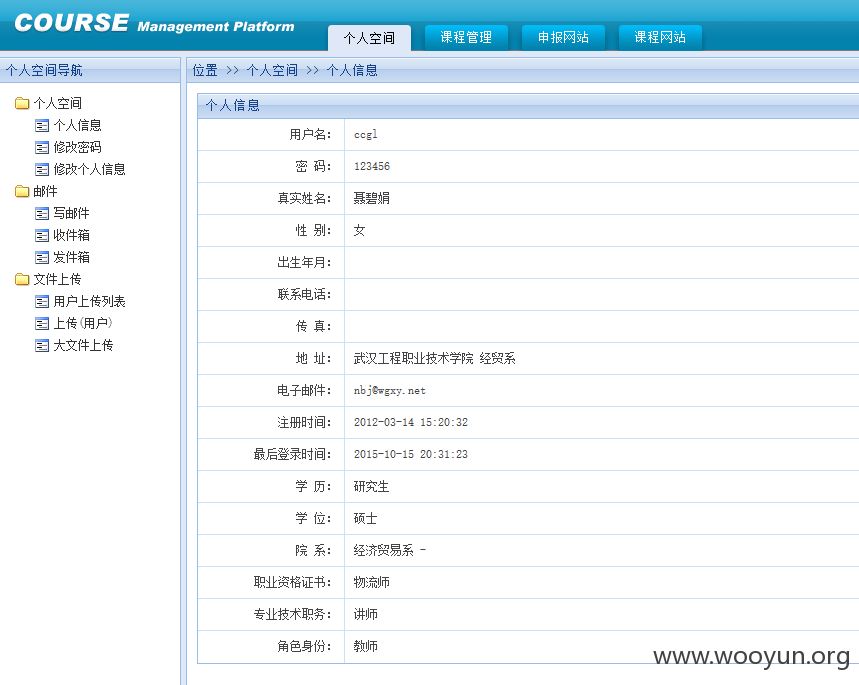 COURSE Management Platform
个人空间 课程管理 申报网站 课程网站
个人空间导航
位置 >> 个人空间 >> 个人信息
个人空间
个人信息
修改密码
修改个人信息
邮件
写邮件
收件箱
发件箱
文件上传
用户上传列表
上传(用户)
大文件上传
个人信息
用户名: ccgl
密 码: 123456
真实姓名: 聂碧娟
性 别: 女
出生年月:
联系电话:
传 真:
地 址: 武汉工程职业技术学院 经贸系
电子邮件: nbj@wgxy.net
注册时间: 2012-03-14 15:20:32
最后登录时间: 2015-10-15 20:31:23
学 历: 研究生
学 位: 硕士
院 系: 经济贸易系 -
职业资格证书: 物流师
专业技术职务: 讲师
角色身份: 教师
www.wooyun.org